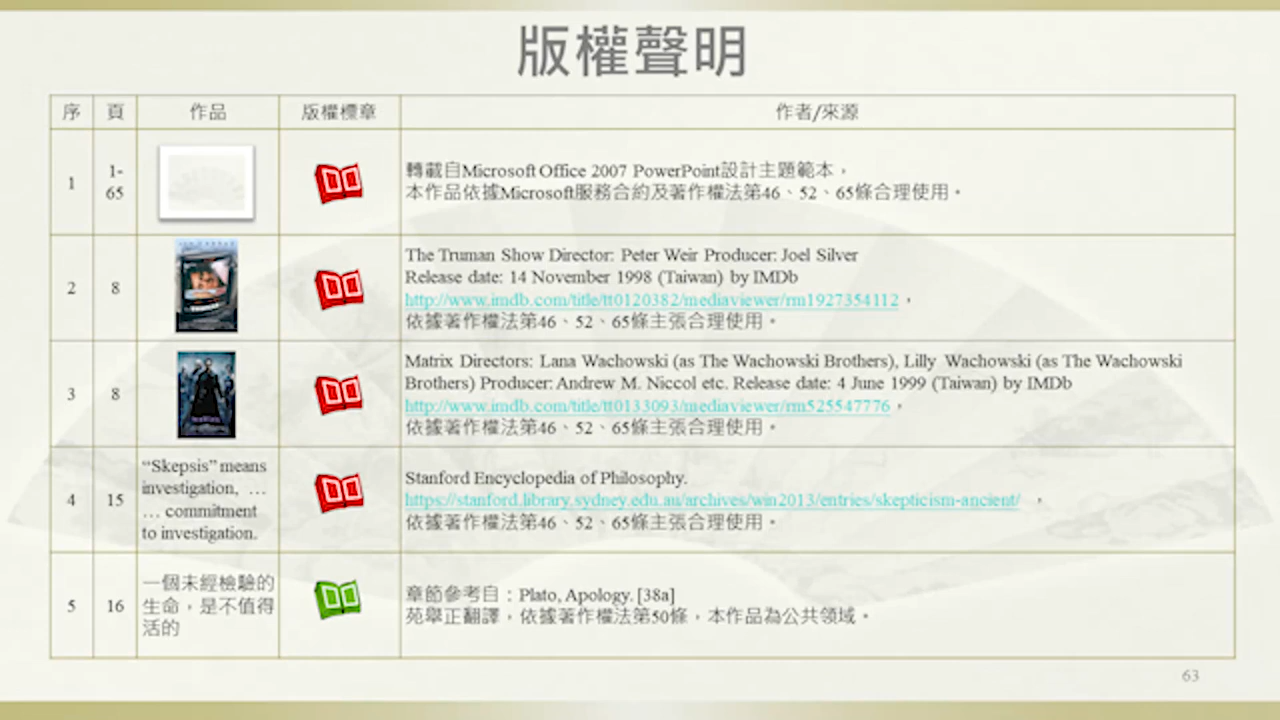 版權聲明
序 頁 作品 版權標章 作者/來源
1
1-
65
轉載自Microsoft Office 2007 PowerPoint設計主題範本，
本作品依據Microsoft服務合約及著作權法第46、52、65條合理使用。
2
8
The Truman Show Director: Peter Weir Producer: Joel Silver
Release date: 14 November 1998 (Taiwan) by IMDb
http://www.imdb.com/title/tt0120382/mediaviewer/rm1927354112，
依據著作權法第46、52、65條主張合理使用。
3
8
Matrix Directors: Lana Wachowski (as The Wachowski Brothers), Lilly Wachowski (as The Wachowski
Brothers) Producer: Andrew M. Niccol etc. Release date: 4 June 1999 (Taiwan) by IMDb
http://www.imdb.com/title/tt0133093/mediaviewer/rm525547776，
依據著作權法第46、52、65條主張合理使用。
4
15
“Skepsis” means
investigation, …
… commitment
to investigation.
Stanford Encyclopedia of Philosophy.
https://stanford.library.sydney.edu.au/archives/win2013/entries/skepticism-ancient/ ，
依據著作權法第46、52、65條主張合理使用。
5
16
一個未經檢驗的
生命，是不值得
活的
章節參考自：Plato, Apology. [38a]
苑舉正翻譯，依據著作權法第50條，本作品為公共領域。
63